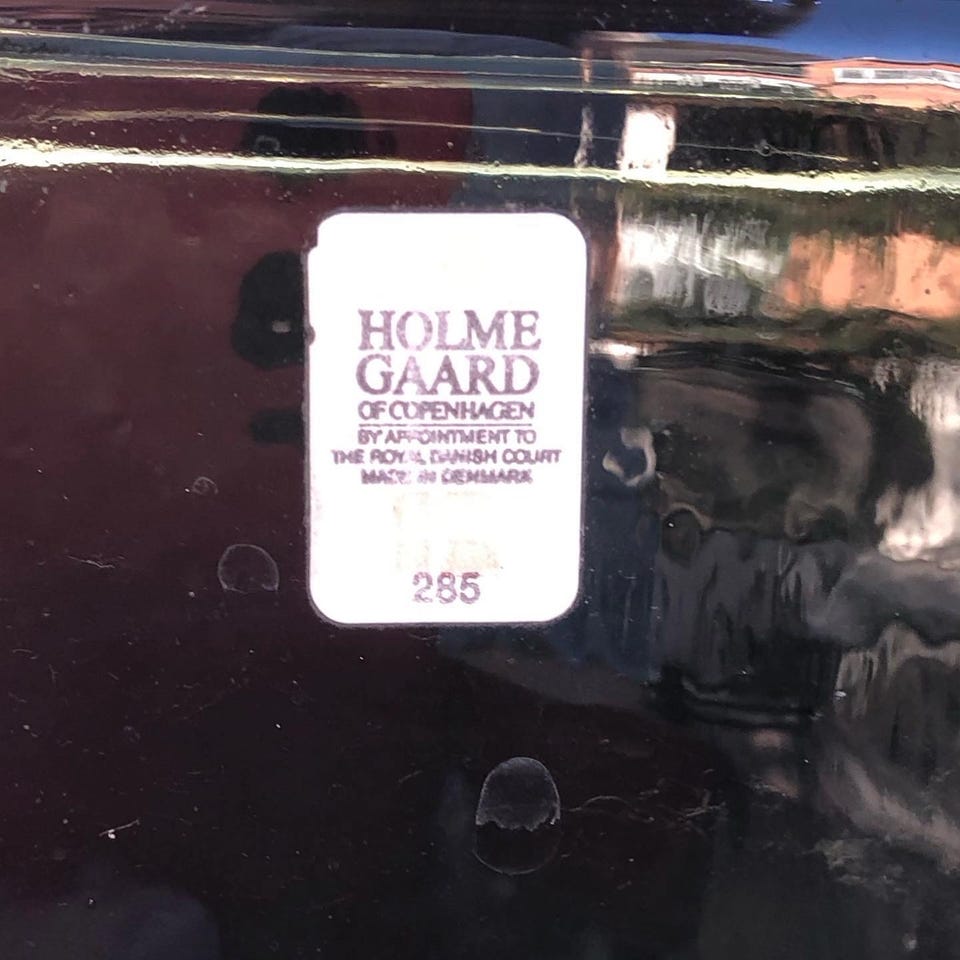 HOLME
GAARD
OF COPENHAGEN
BY APPOINTMENT TO
THE ROYAL DANISH COURT
MADE IN DENMARK
285